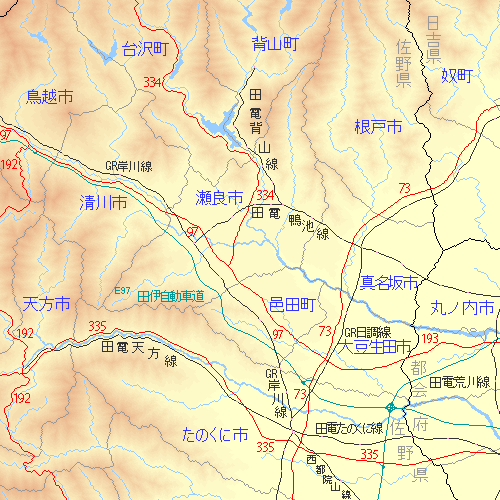 台沢町
背山町
日吉県
佐野県
奴町
334
鳥越市
田電背山線
根戸市
97
192
GR岸川線
清川市
瀬良市
334
73
田電鴨池線
97
E97
田伊自動車道
真名坂市
天方市
邑田町
丸ノ内市
192
335
97
73
GR日調線
193
田電天方線
大豆生田市
192
GR岸川線
都会府
佐野県
田電荒川線
たのくに市
73
田電たのくに線
335
西都院山線
335